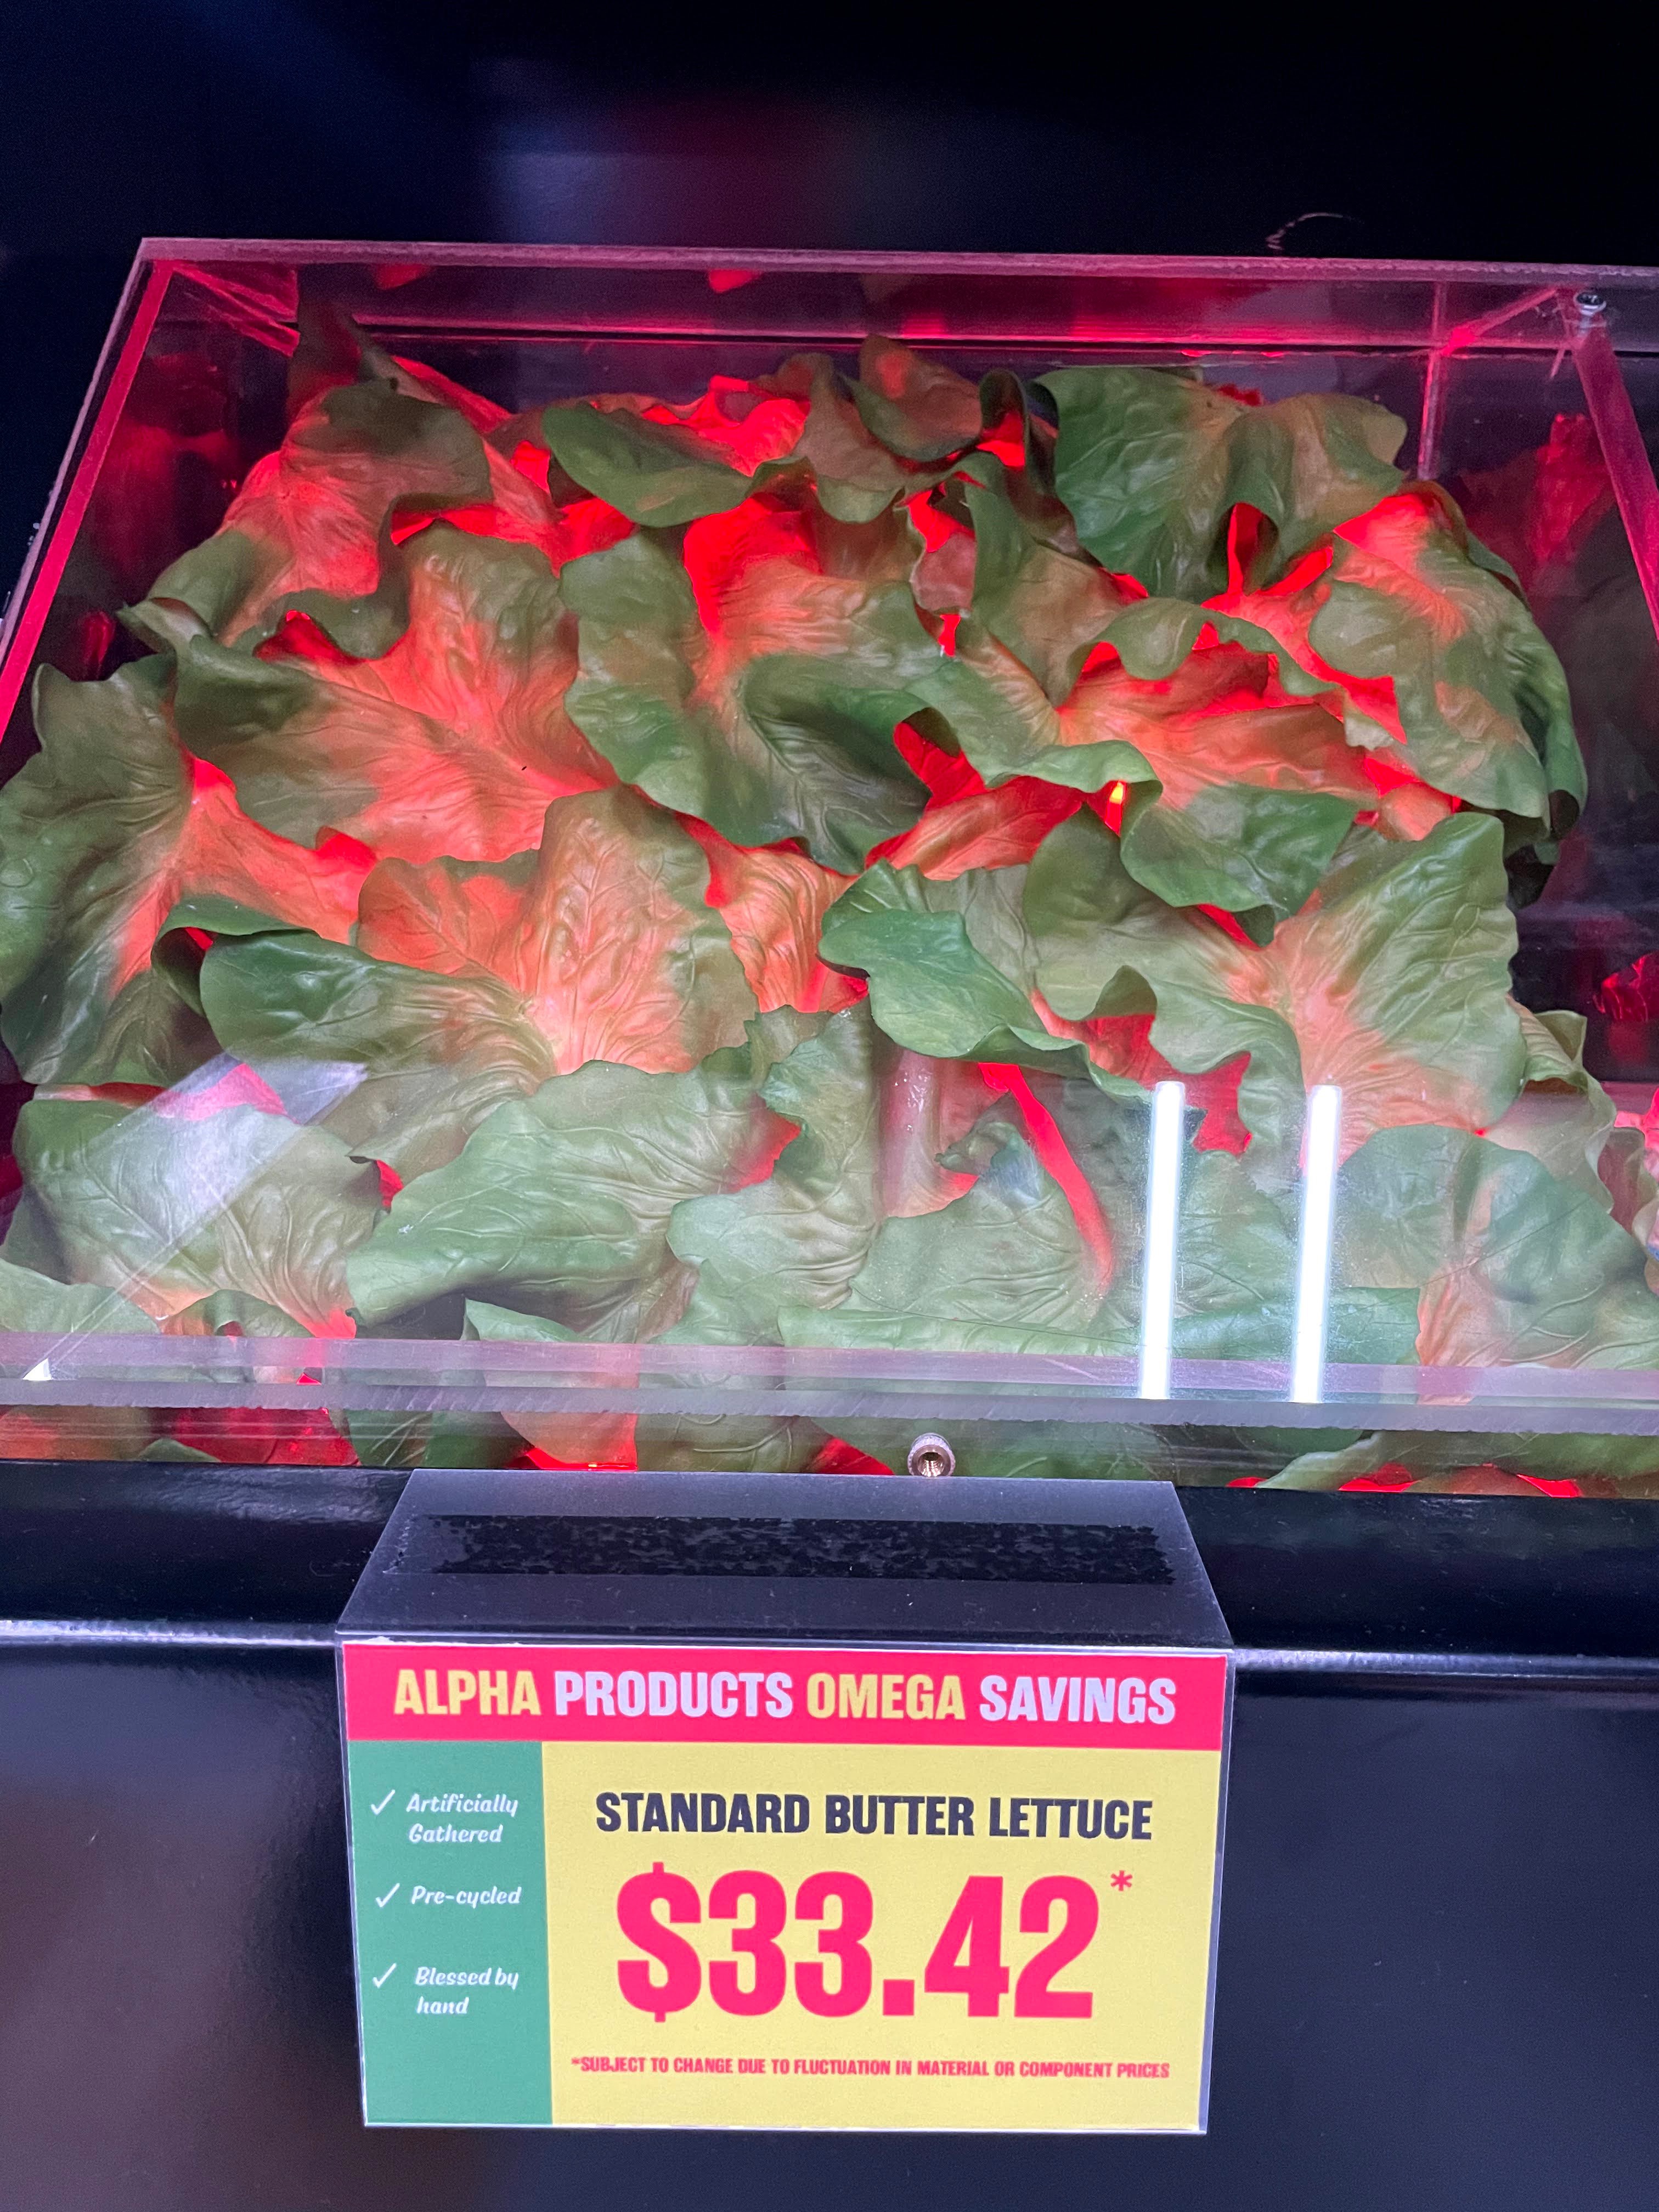 ALPHA PRODUCTS OMEGA SAVINGS
✓ Artificially
Gathered
✓ Pre-cycled
✓ Blessed by
hand
STANDARD BUTTER LETTUCE
$33.42*
*SUBJECT TO CHANGE DUE TO FLUCTUATION IN MATERIAL OR COMPONENT PRICES